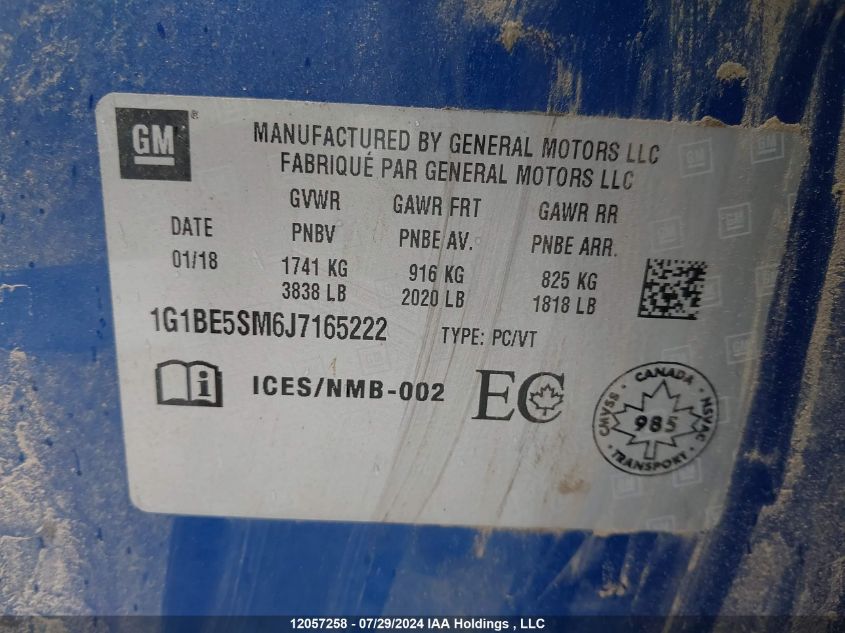 GM ®
MANUFACTURED BY GENERAL MOTORS LLC
FABRIQUÉ PAR GENERAL MOTORS LLC
DATE GVWR GAWR FRT GAWR RR
PNBV PNBE AV. PNBE ARR.
01/18 1741 KG 916 KG 825 KG
3838 LB 2020 LB 1818 LB
1G1BE5SM6J7165222 TYPE: PC/VT
i ICES/NMB-002 EC
CANADA
CMVSS 985 NSVAC
TRANSPORT
12057258 - 07/29/2024 IAA Holdings , LLC